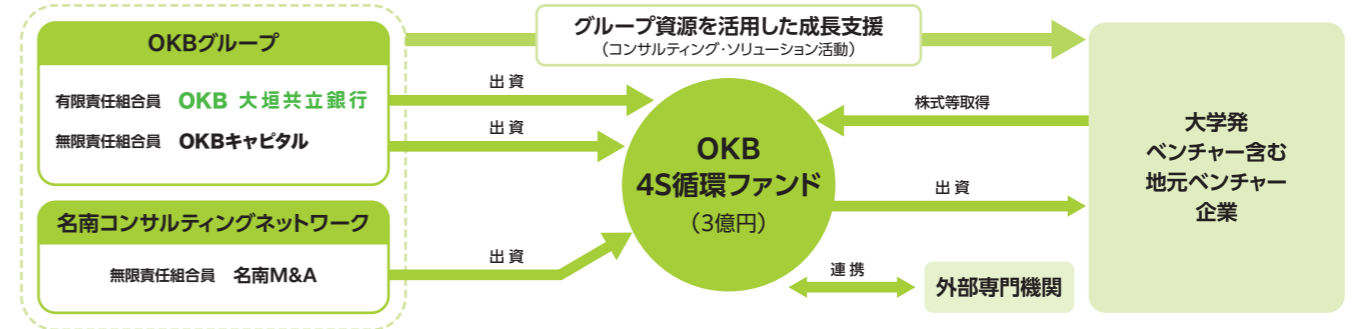 OKBグループ
有限責任組合員 OKB 大垣共立銀行
無限責任組合員 OKBキャピタル
名南コンサルティングネットワーク
無限責任組合員 名南M&A
グループ資源を活用した成長支援
（コンサルティング・ソリューション活動）
出資
出資
出資
OKB
4S循環ファンド
（3億円）
株式等取得
出資
連携
外部専門機関
大学発
ベンチャー含む
地元ベンチャー
企業